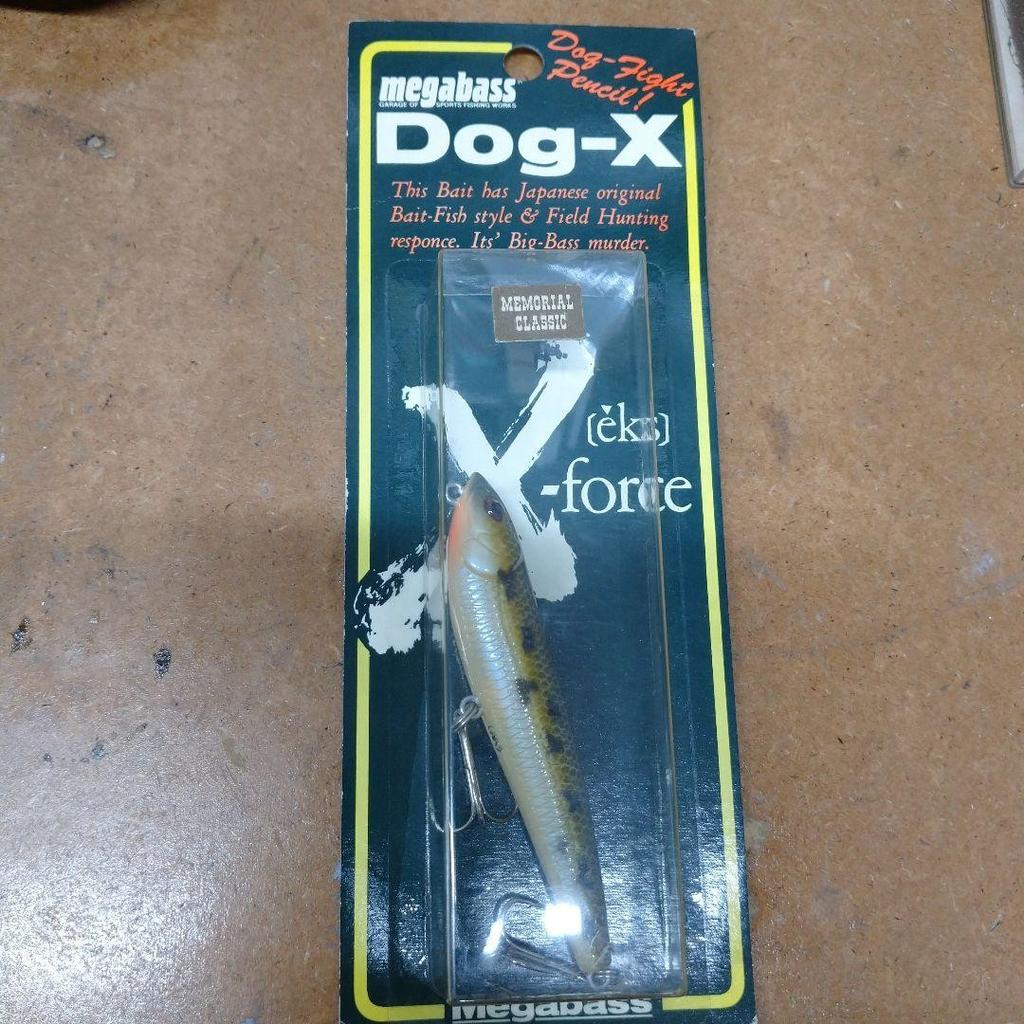 Dog-Fight
Pencil!
megabass
GARAGE OF SPORTS FISHING WORKS
Dog-X
This Bait has Japanese original
Bait-Fish style & Field Hunting
responce. Its' Big-Bass murder.
MEMORIAL
CLASSIC
X
[ěks]
-force
Megabass